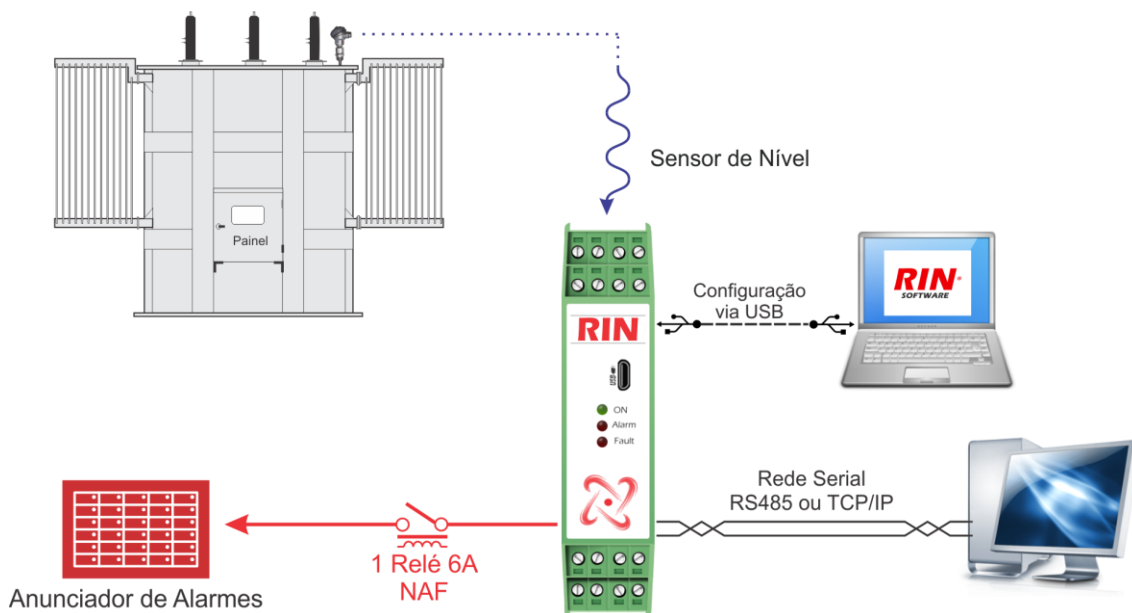 Sensor de Nível
Painel
Configuração
via USB
RIN
SOFTWARE
RIN
USB
ON
Alarm
Fault
Rede Serial
RS485 ou TCP/IP
1 Relé 6A
NAF
Anunciador de Alarmes